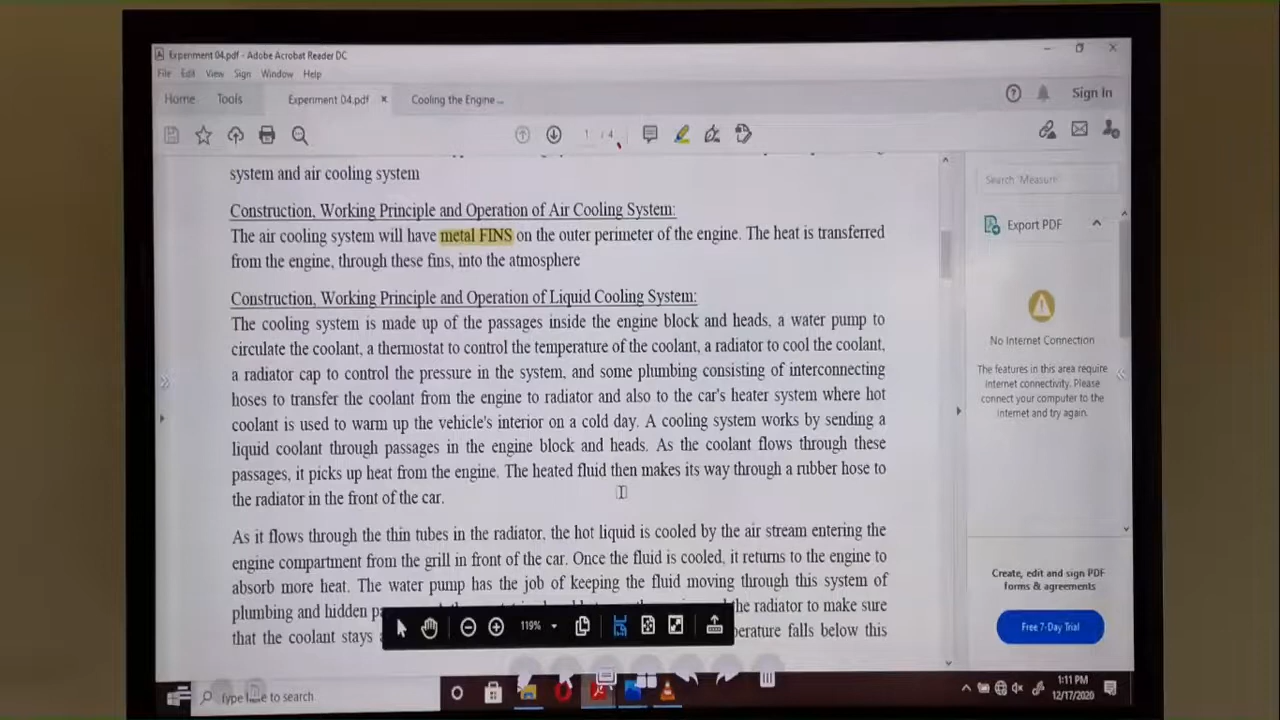 Experiment 04.pdf - Adobe Acrobat Reader DC
File Edit View Sign Window Help
Home Tools Experiment 04.pdf × Cooling the Engine ...
Sign In
1 / 4
system and air cooling system
Construction, Working Principle and Operation of Air Cooling System:
The air cooling system will have metal FINS on the outer perimeter of the engine. The heat is transferred
from the engine, through these fins, into the atmosphere
Construction, Working Principle and Operation of Liquid Cooling System:
The cooling system is made up of the passages inside the engine block and heads, a water pump to
circulate the coolant, a thermostat to control the temperature of the coolant, a radiator to cool the coolant,
a radiator cap to control the pressure in the system, and some plumbing consisting of interconnecting
hoses to transfer the coolant from the engine to radiator and also to the car's heater system where hot
coolant is used to warm up the vehicle's interior on a cold day. A cooling system works by sending a
liquid coolant through passages in the engine block and heads. As the coolant flows through these
passages, it picks up heat from the engine. The heated fluid then makes its way through a rubber hose to
the radiator in the front of the car.
As it flows through the thin tubes in the radiator, the hot liquid is cooled by the air stream entering the
engine compartment from the grill in front of the car. Once the fluid is cooled, it returns to the engine to
absorb more heat. The water pump has the job of keeping the fluid moving through this system of
plumbing and hidden the radiator to make sure
that the coolant stays falls below this
119%
Search 'Measure'
Export PDF
No Internet Connection
The features in this area require
Internet connectivity. Please
connect your computer to the
Internet and try again.
Create, edit and sign PDF
forms & agreements
Free 7-Day Trial
Type here to search
1:11 PM
12/17/2020